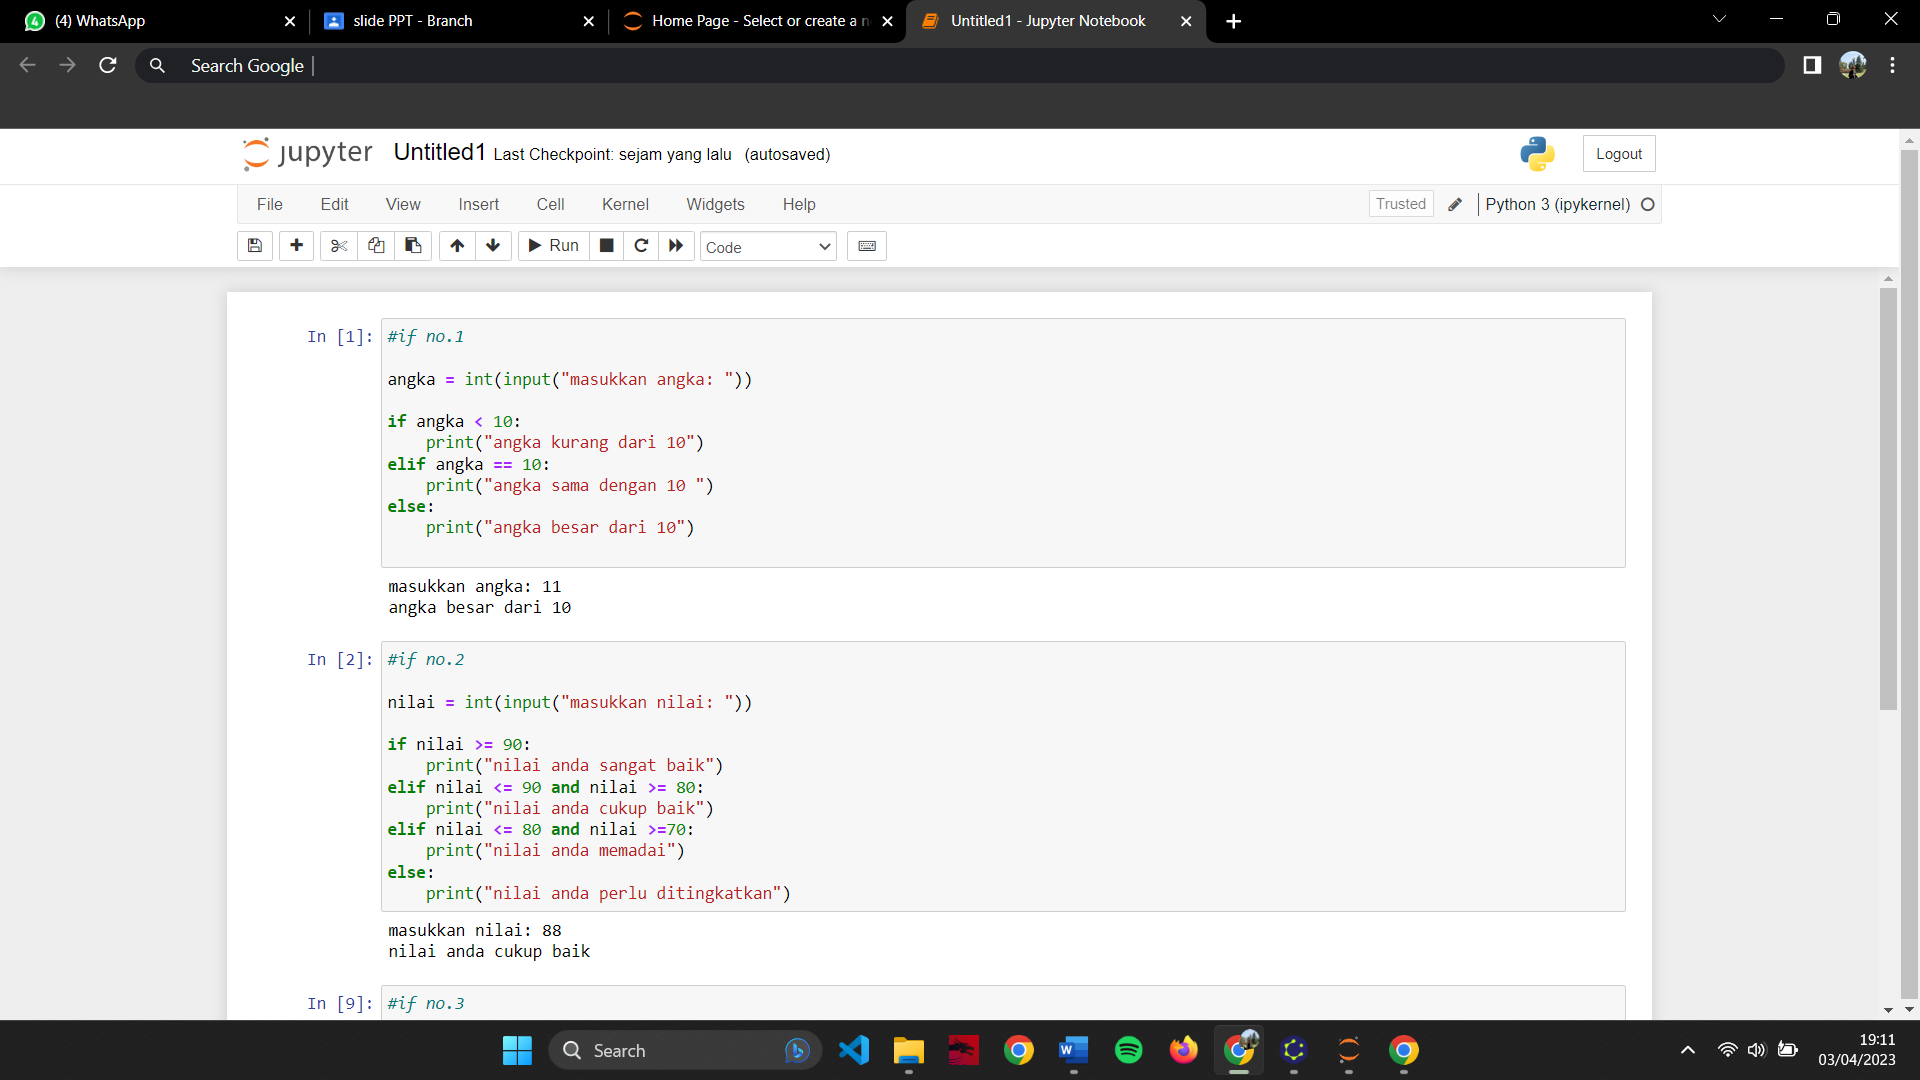 (4) WhatsApp
slide PPT - Branch
Home Page - Select or create a n
Untitled1 - Jupyter Notebook
Search Google
jupyter Untitled1 Last Checkpoint: sejam yang lalu (autosaved)
Logout
File Edit View Insert Cell Kernel Widgets Help
Trusted
Python 3 (ipykernel)
Run
Code
In [1]: #if no.1
angka = int(input("masukkan angka: "))
if angka < 10:
    print("angka kurang dari 10")
elif angka == 10:
    print("angka sama dengan 10 ")
else:
    print("angka besar dari 10")
masukkan angka: 11
angka besar dari 10
In [2]: #if no.2
nilai = int(input("masukkan nilai: "))
if nilai >= 90:
    print("nilai anda sangat baik")
elif nilai <= 90 and nilai >= 80:
    print("nilai anda cukup baik")
elif nilai <= 80 and nilai >=70:
    print("nilai anda memadai")
else:
    print("nilai anda perlu ditingkatkan")
masukkan nilai: 88
nilai anda cukup baik
In [9]: #if no.3
Search
19:11
03/04/2023